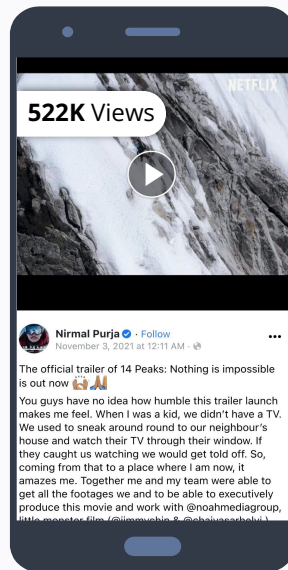 NETFLIX
522K Views
Nirmal Purja · Follow
November 3, 2021 at 12:11 AM ·
The official trailer of 14 Peaks: Nothing is impossible
is out now 🙌🏽🙏🏽
You guys have no idea how humble this trailer launch
makes me feel. When I was a kid, we didn't have a TV.
We used to sneak around round to our neighbour's
house and watch their TV through their window. If
they caught us watching we would get told off. So,
coming from that to a place where I am now, it
amazes me. Together me and my team were able to
get all the footages we and to be able to executively
produce this movie and work with @noahmediagroup,
little monster film (@jimmychin & @chaivasarhelyi )